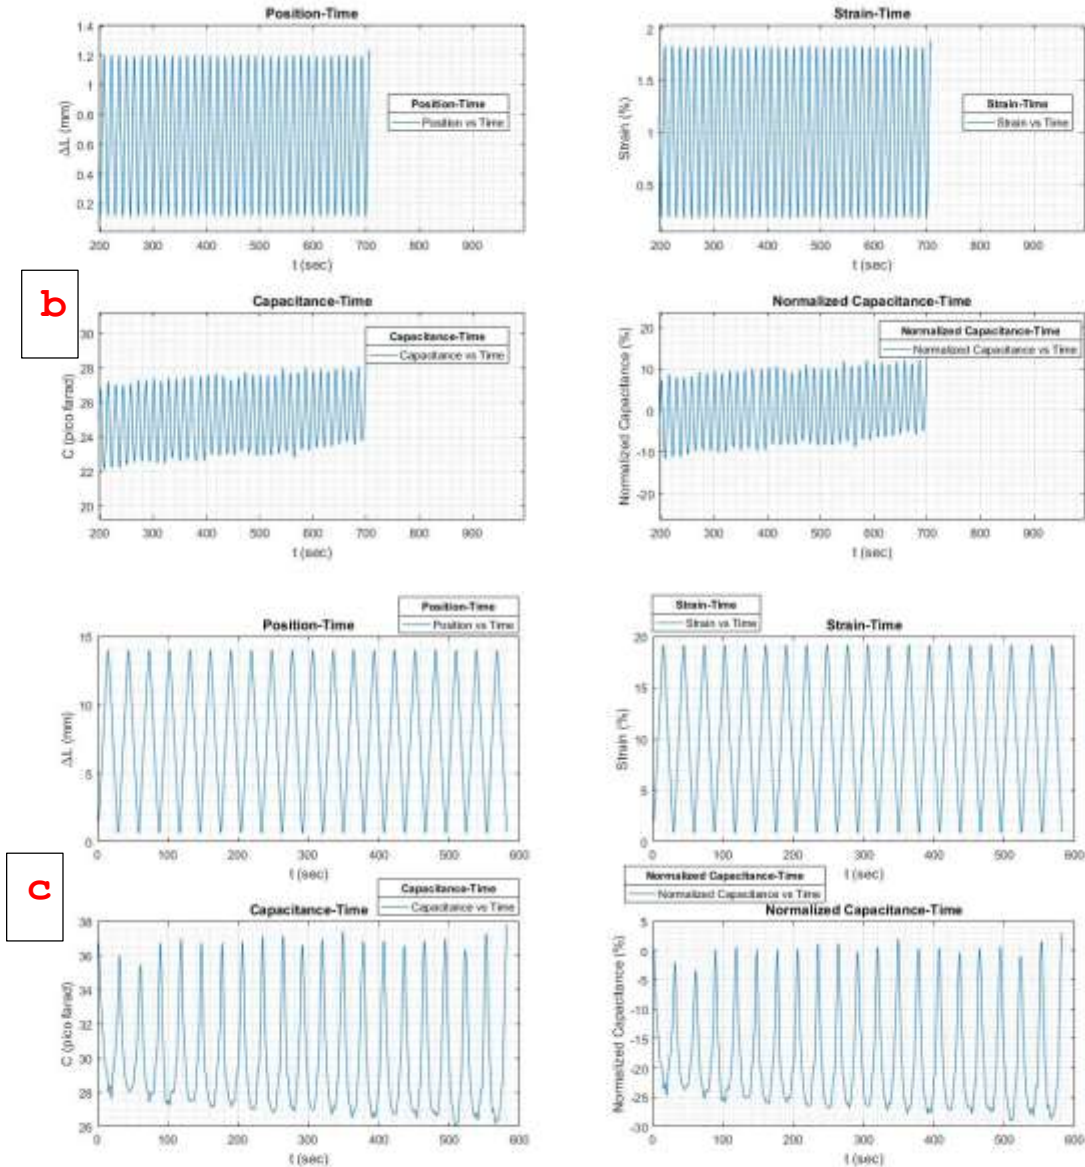 Position-Time
1.4
1.2
1
0.8
0.6
0.4
0.2
ΔL (mm)
Position-Time
Position vs Time
200 300 400 500 600 700 800 900
t (sec)
Strain-Time
2
1.5
1
0.5
Strain (%)
Strain-Time
Strain vs Time
200 300 400 500 600 700 800 900
t (sec)
b
Capacitance-Time
30
28
26
24
22
20
C (pico farad)
Capacitance-Time
Capacitance vs Time
200 300 400 500 600 700 800 900
t (sec)
Normalized Capacitance-Time
20
10
0
-10
-20
Normalized Capacitance (%)
Normalized Capacitance-Time
Normalized Capacitance vs Time
200 300 400 500 600 700 800 900
t (sec)
Position-Time
Position vs Time
Position-Time
15
10
5
0
ΔL (mm)
0 100 200 300 400 500 600
t (sec)
Strain-Time
Strain vs Time
Strain-Time
20
15
10
5
0
Strain (%)
0 100 200 300 400 500 600
t (sec)
c
Capacitance-Time
Capacitance vs Time
Capacitance-Time
38
36
34
32
30
28
26
C (pico farad)
0 100 200 300 400 500 600
t (sec)
Normalized Capacitance-Time
Normalized Capacitance vs Time
Normalized Capacitance-Time
5
0
-5
-10
-15
-20
-25
-30
Normalized Capacitance (%)
0 100 200 300 400 500 600
t (sec)